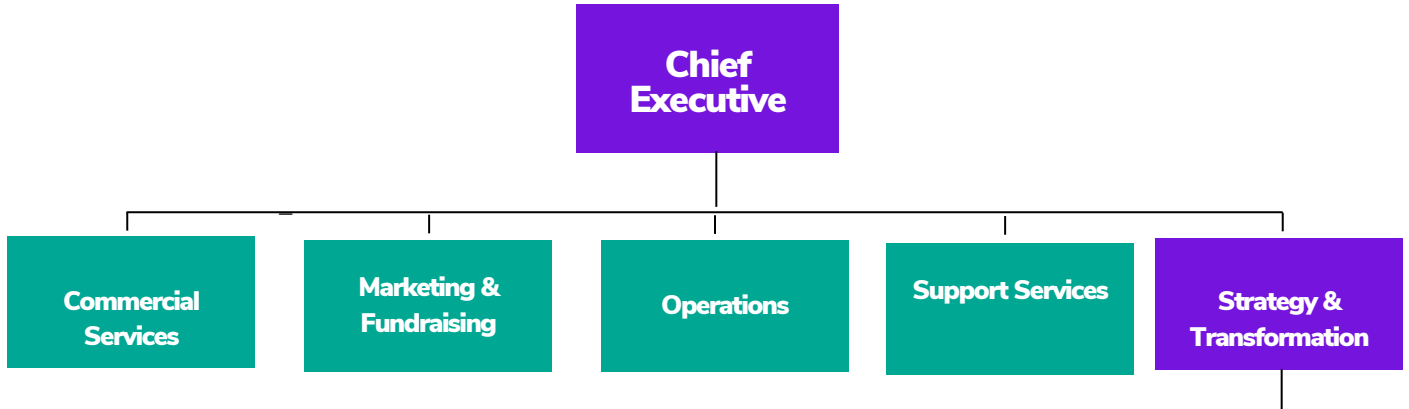 Chief
Executive
Commercial
Services
Marketing &
Fundraising
Operations
Support Services
Strategy &
Transformation